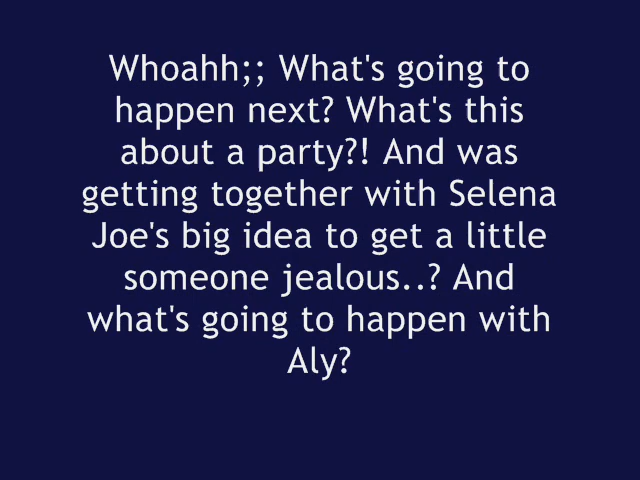 Whoahh;; What's going to
happen next? What's this
about a party?! And was
getting together with Selena
Joe's big idea to get a little
someone jealous..? And
what's going to happen with
Aly?